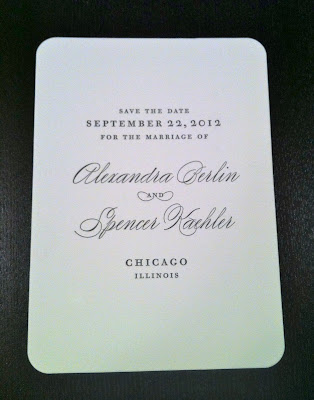 SAVE THE DATE
SEPTEMBER 22, 2012
FOR THE MARRIAGE OF
Alexandra Berlin
AND
Spencer Kaehler
CHICAGO
ILLINOIS